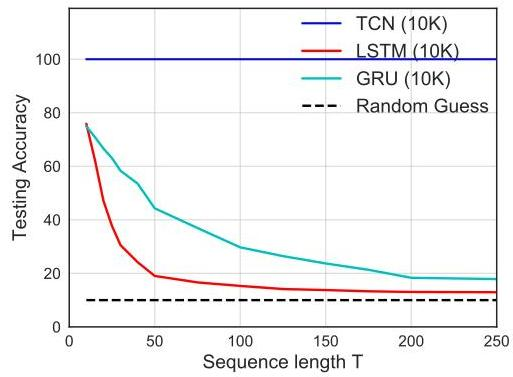 TCN (10K)
LSTM (10K)
GRU (10K)
Random Guess
100
80
60
40
20
0
Testing Accuracy
0 50 100 150 200 250
Sequence length T